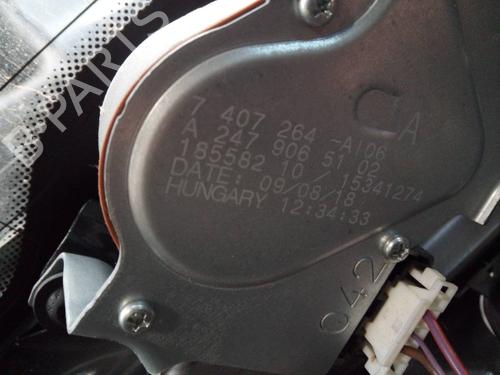 7 407 264 -AI06
A 247 906 51 02
185582 10 / 15341274
DATE: 09/08/18
HUNGARY 12:34:33
A
042
B-PARTS